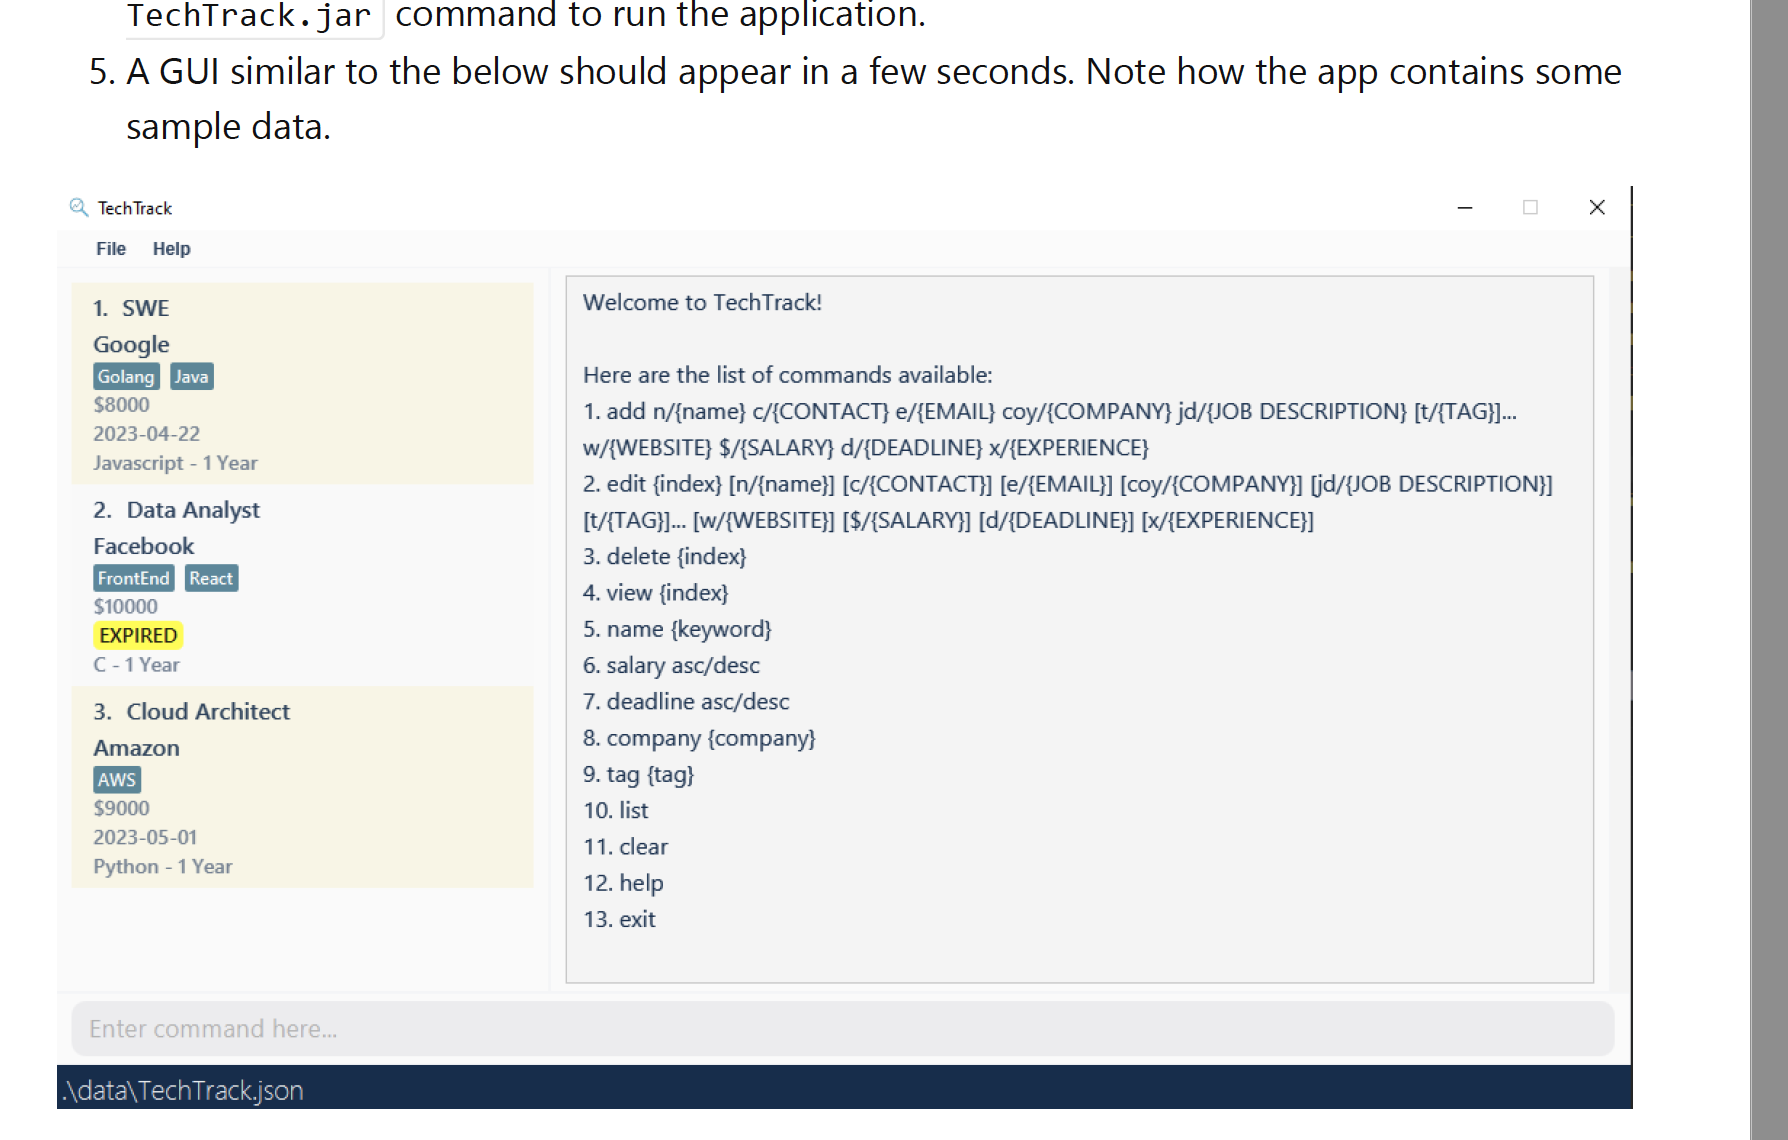 TechTrack.jar command to run the application.
5. A GUI similar to the below should appear in a few seconds. Note how the app contains some
sample data.
TechTrack
File Help
1. SWE
Google
Golang Java
$8000
2023-04-22
Javascript - 1 Year
2. Data Analyst
Facebook
FrontEnd React
$10000
EXPIRED
C - 1 Year
3. Cloud Architect
Amazon
AWS
$9000
2023-05-01
Python - 1 Year
Welcome to TechTrack!
Here are the list of commands available:
1. add n/{name} c/{CONTACT} e/{EMAIL} coy/{COMPANY} jd/{JOB DESCRIPTION} [t/{TAG}]...
w/{WEBSITE} $/{SALARY} d/{DEADLINE} x/{EXPERIENCE}
2. edit {index} [n/{name}] [c/{CONTACT}] [e/{EMAIL}] [coy/{COMPANY}] [jd/{JOB DESCRIPTION}]
[t/{TAG}]... [w/{WEBSITE}] [$/{SALARY}] [d/{DEADLINE}] [x/{EXPERIENCE}]
3. delete {index}
4. view {index}
5. name {keyword}
6. salary asc/desc
7. deadline asc/desc
8. company {company}
9. tag {tag}
10. list
11. clear
12. help
13. exit
Enter command here...
.\data\TechTrack.json